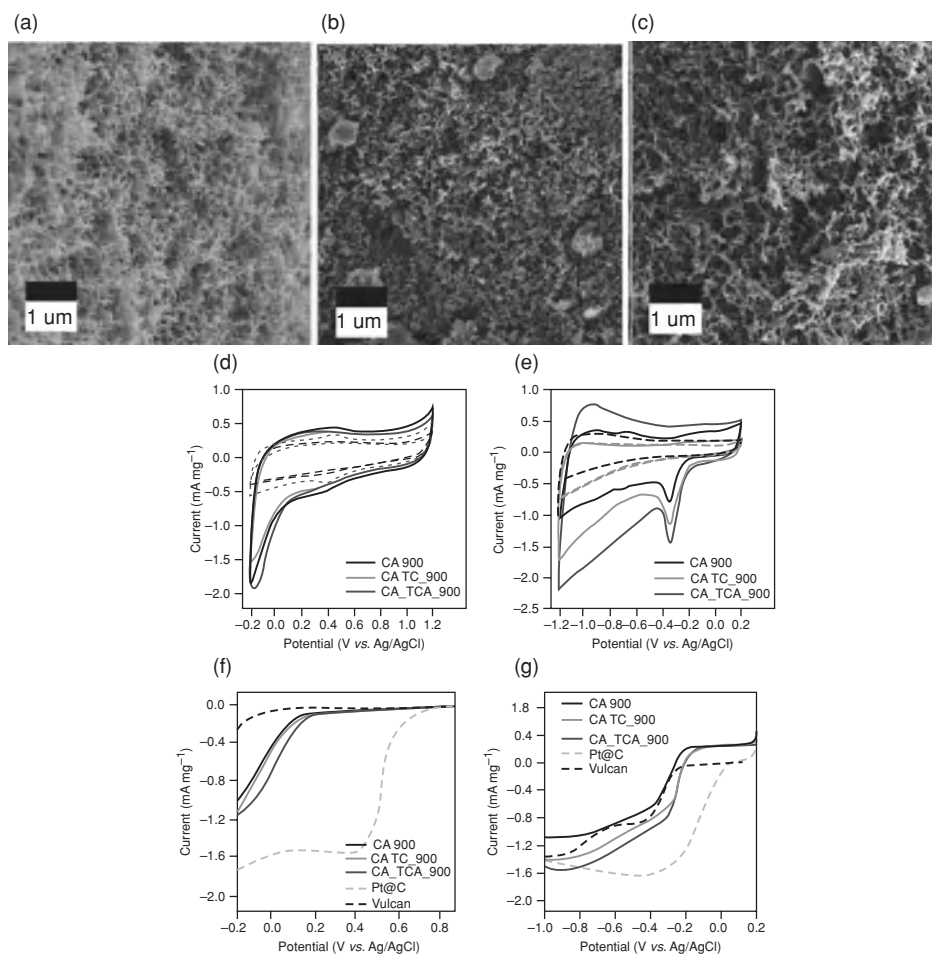 (a)
(b)
(c)
1 um
1 um
1 um
(d)
(e)
1.0
0.5
0.0
−0.5
−1.0
−1.5
−2.0
Current (mA mg⁻¹)
CA 900
CA TC_900
CA_TCA_900
−0.2 0.0 0.2 0.4 0.6 0.8 1.0 1.2
Potential (V vs. Ag/AgCl)
1.0
0.5
0.0
−0.5
−1.0
−1.5
−2.0
−2.5
Current (mA mg⁻¹)
CA 900
CA TC_900
CA_TCA_900
−1.2 −1.0 −0.8 −0.6 −0.4 −0.2 0.0 0.2
Potential (V vs. Ag/AgCl)
(f)
(g)
0.0
−0.4
−0.8
−1.2
−1.6
−2.0
Current (mA mg⁻¹)
CA 900
CA TC_900
CA_TCA_900
Pt@C
Vulcan
−0.2 0.0 0.2 0.4 0.6 0.8
Potential (V vs. Ag/AgCl)
1.8
0.4
0.0
−0.4
−0.8
−1.2
−1.6
−2.0
Current (mA mg⁻¹)
CA 900
CA TC_900
CA_TCA_900
Pt@C
Vulcan
−1.0 −0.8 −0.6 −0.4 −0.2 0.0 0.2
Potential (V vs. Ag/AgCl)